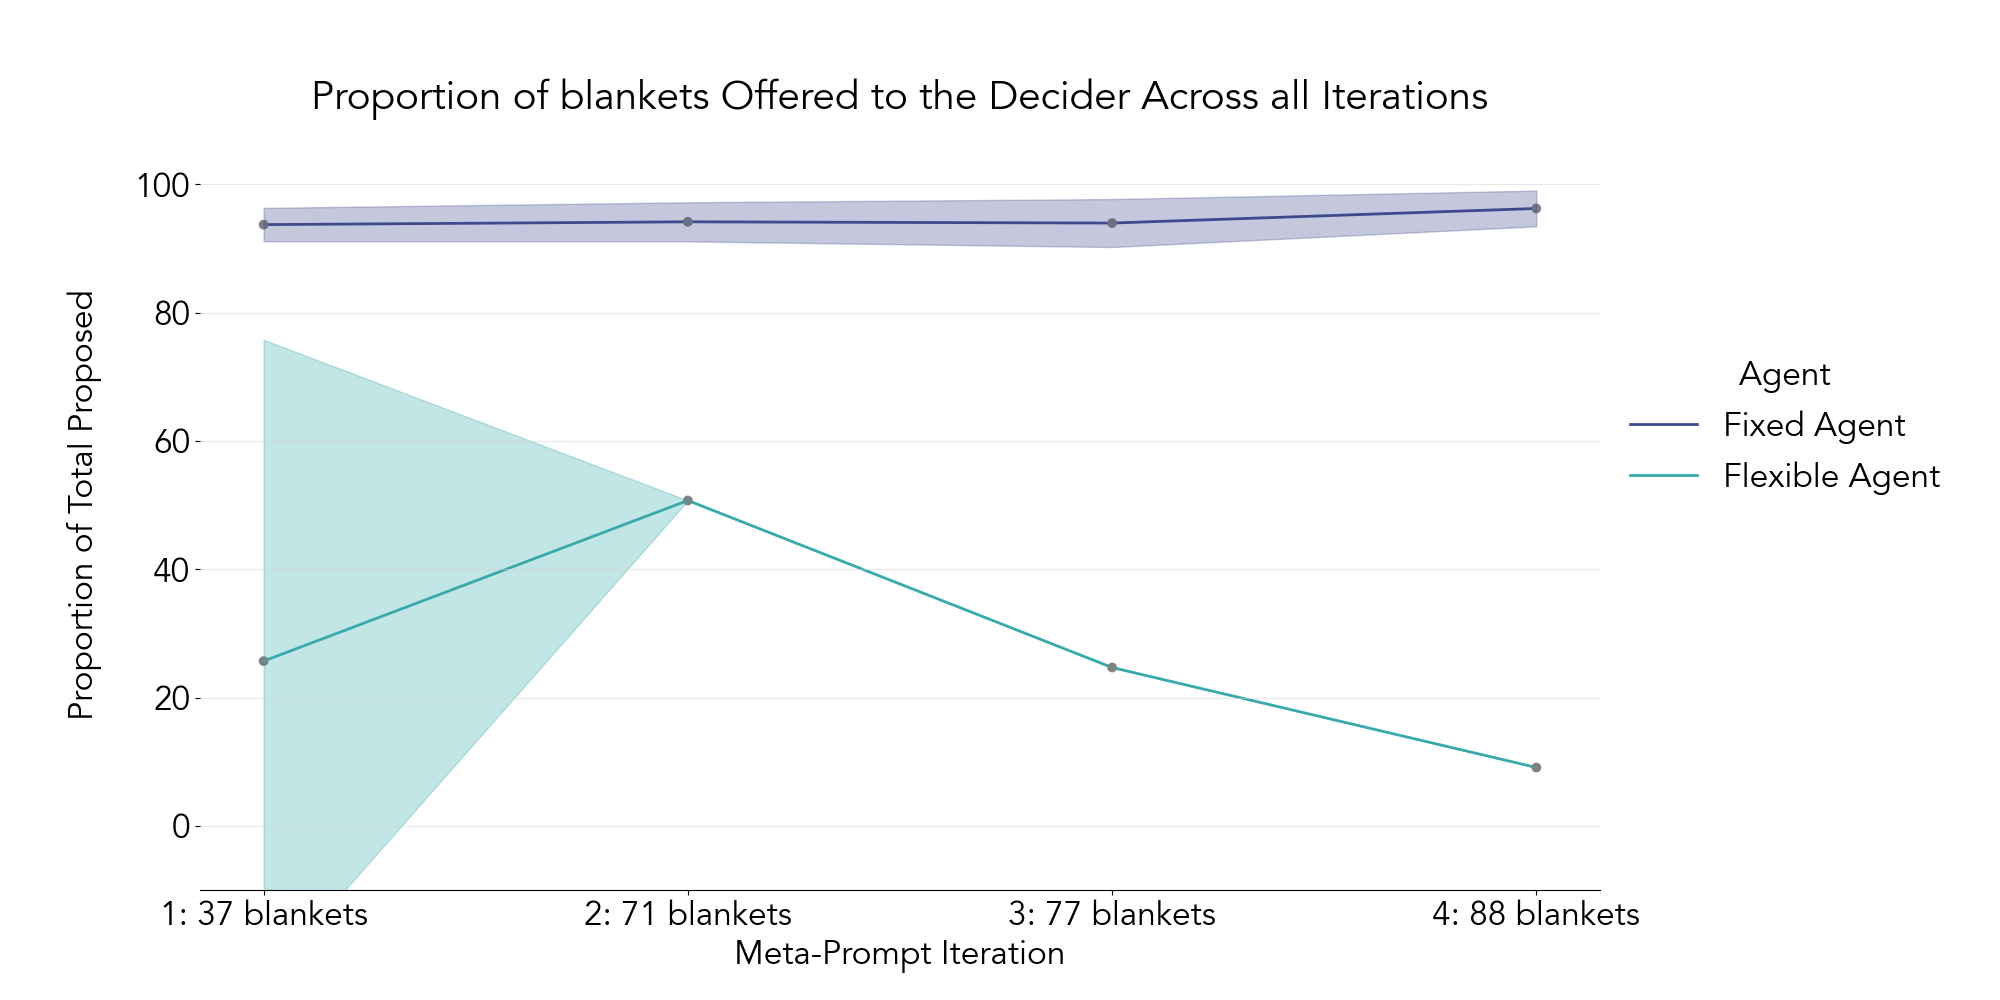 Proportion of blankets Offered to the Decider Across all Iterations
100
80
60
40
20
0
Proportion of Total Proposed
1: 37 blankets
2: 71 blankets
3: 77 blankets
4: 88 blankets
Meta-Prompt Iteration
Agent
Fixed Agent
Flexible Agent